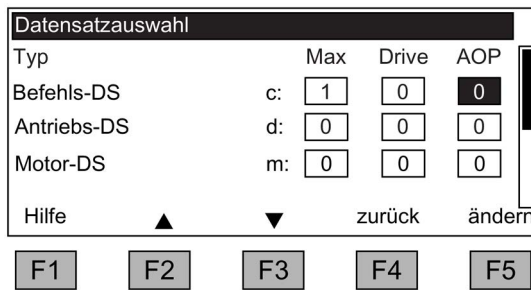 Datensatzauswahl
Typ Max Drive AOP
Befehls-DS c: 1 0 0
Antriebs-DS d: 0 0 0
Motor-DS m: 0 0 0
Hilfe ▲ ▼ zurück ändern
F1 F2 F3 F4 F5